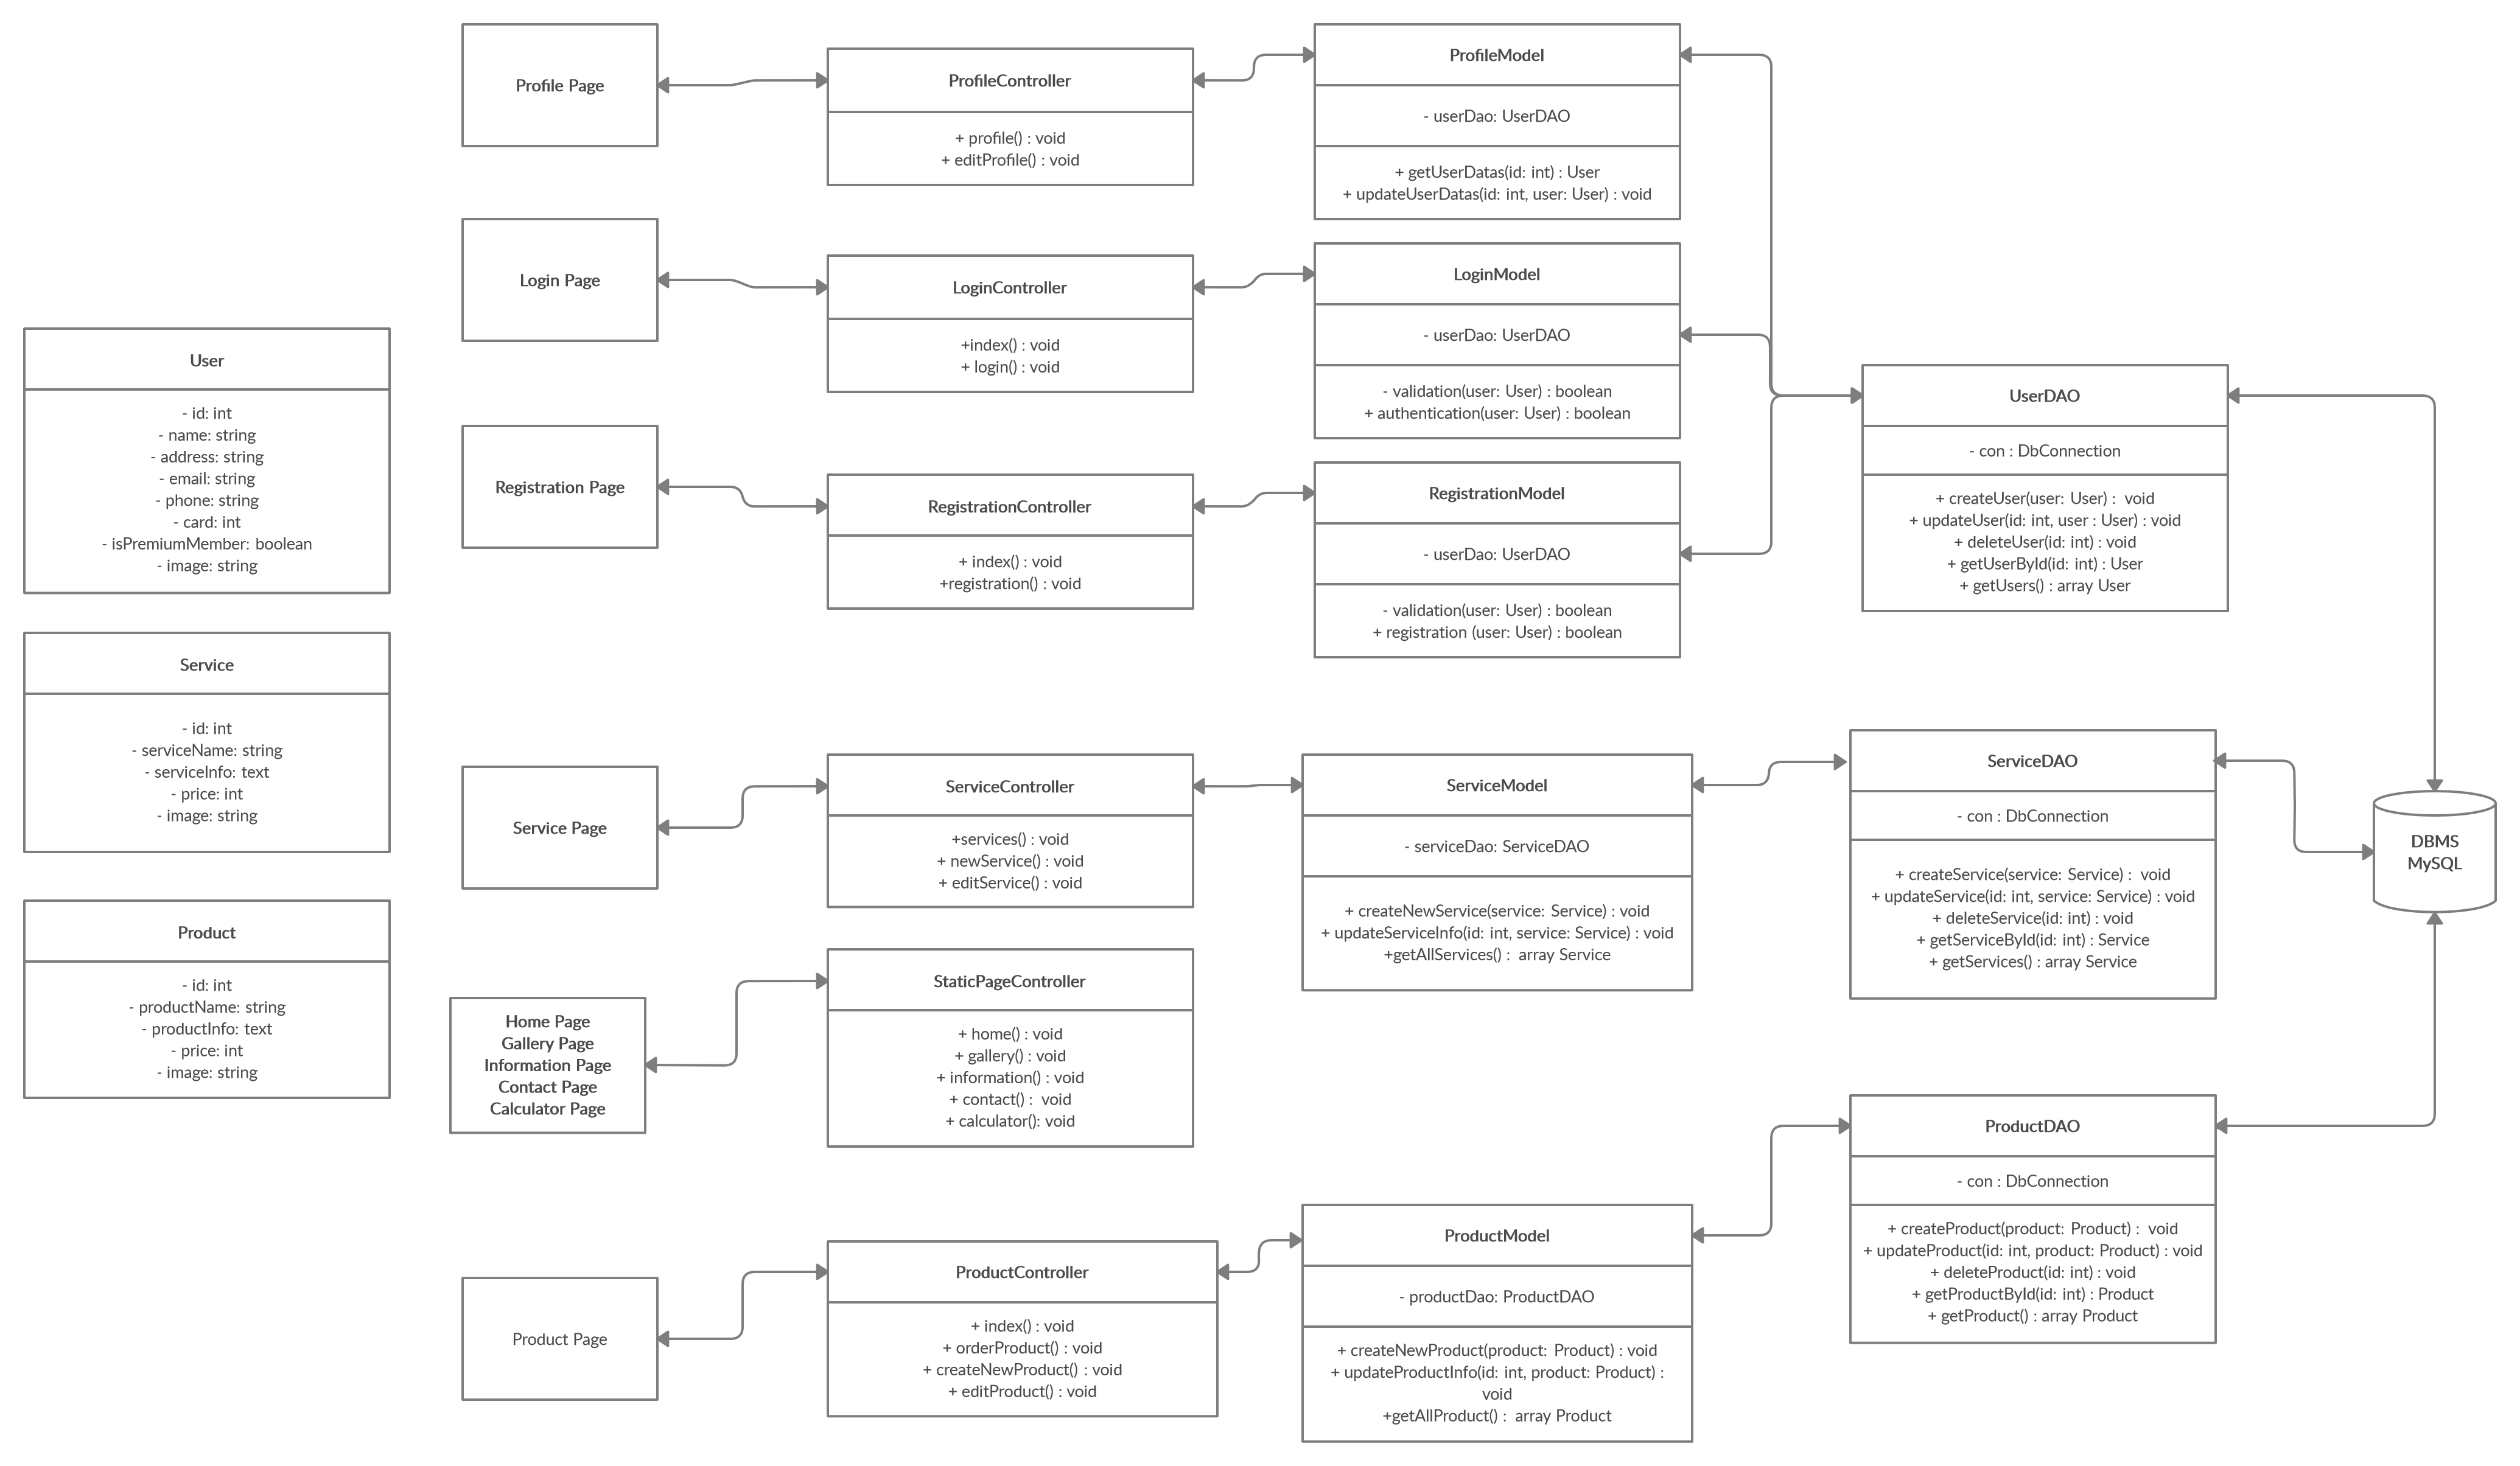 Profile Page
ProfileController
+ profile() : void
+ editProfile() : void
ProfileModel
- userDao: UserDAO
+ getUserDatas(id: int) : User
+ updateUserDatas(id: int, user: User) : void
Login Page
LoginController
+index() : void
+ login() : void
LoginModel
- userDao: UserDAO
- validation(user: User) : boolean
+ authentication(user: User) : boolean
User
- id: int
- name: string
- address: string
- email: string
- phone: string
- card: int
- isPremiumMember: boolean
- image: string
Registration Page
RegistrationController
+ index() : void
+registration() : void
RegistrationModel
- userDao: UserDAO
- validation(user: User) : boolean
+ registration (user: User) : boolean
UserDAO
- con : DbConnection
+ createUser(user: User) :  void
+ updateUser(id: int, user : User) : void
+ deleteUser(id: int) : void
+ getUserById(id: int) : User
+ getUsers() : array User
Service
- id: int
- serviceName: string
- serviceInfo: text
- price: int
- image: string
Service Page
ServiceController
+services() : void
+ newService() : void
+ editService() : void
ServiceModel
- serviceDao: ServiceDAO
+ createNewService(service: Service) : void
+ updateServiceInfo(id: int, service: Service) : void
+getAllServices() :  array Service
ServiceDAO
- con : DbConnection
+ createService(service: Service) :  void
+ updateService(id: int, service: Service) : void
+ deleteService(id: int) : void
+ getServiceById(id: int) : Service
+ getServices() : array Service
DBMS
MySQL
Product
- id: int
- productName: string
- productInfo: text
- price: int
- image: string
Home Page
Gallery Page
Information Page
Contact Page
Calculator Page
StaticPageController
+ home() : void
+ gallery() : void
+ information() : void
+ contact() :  void
+ calculator(): void
Product Page
ProductController
+ index() : void
+ orderProduct() : void
+ createNewProduct() : void
+ editProduct() : void
ProductModel
- productDao: ProductDAO
+ createNewProduct(product: Product) : void
+ updateProductInfo(id: int, product: Product) :
void
+getAllProduct() :  array Product
ProductDAO
- con : DbConnection
+ createProduct(product: Product) :  void
+ updateProduct(id: int, product: Product) : void
+ deleteProduct(id: int) : void
+ getProductById(id: int) : Product
+ getProduct() : array Product